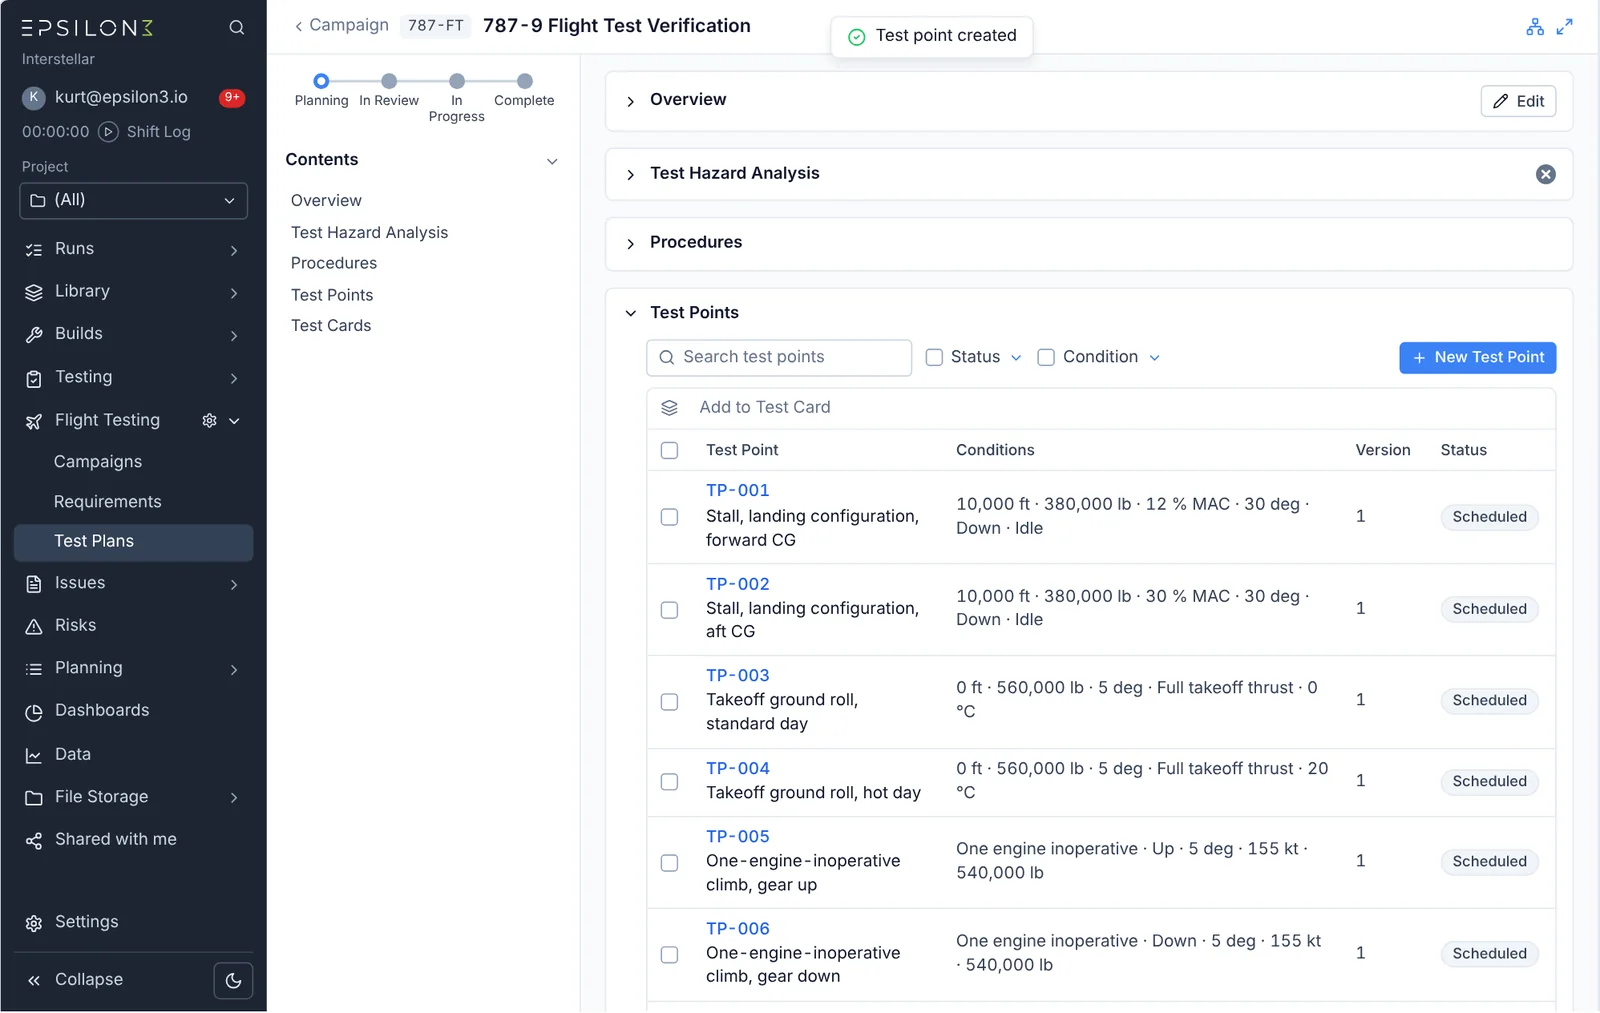 EPSILON3
Interstellar
K kurt@epsilon3.io 9+
00:00:00 Shift Log
Project
(All)
Runs
Library
Builds
Testing
Flight Testing
Campaigns
Requirements
Test Plans
Issues
Risks
Planning
Dashboards
Data
File Storage
Shared with me
Settings
Collapse
Campaign 787-FT 787-9 Flight Test Verification
Test point created
Planning In Review In Progress Complete
Contents
Overview
Test Hazard Analysis
Procedures
Test Points
Test Cards
Overview Edit
Test Hazard Analysis
Procedures
Test Points
Search test points Status Condition + New Test Point
Add to Test Card
Test Point Conditions Version Status
TP-001
Stall, landing configuration,
forward CG
10,000 ft · 380,000 lb · 12 % MAC · 30 deg ·
Down · Idle
1 Scheduled
TP-002
Stall, landing configuration,
aft CG
10,000 ft · 380,000 lb · 30 % MAC · 30 deg ·
Down · Idle
1 Scheduled
TP-003
Takeoff ground roll,
standard day
0 ft · 560,000 lb · 5 deg · Full takeoff thrust · 0
°C
1 Scheduled
TP-004
Takeoff ground roll, hot day
0 ft · 560,000 lb · 5 deg · Full takeoff thrust · 20
°C
1 Scheduled
TP-005
One-engine-inoperative
climb, gear up
One engine inoperative · Up · 5 deg · 155 kt ·
540,000 lb
1 Scheduled
TP-006
One-engine-inoperative
climb, gear down
One engine inoperative · Down · 5 deg · 155 kt
· 540,000 lb
1 Scheduled